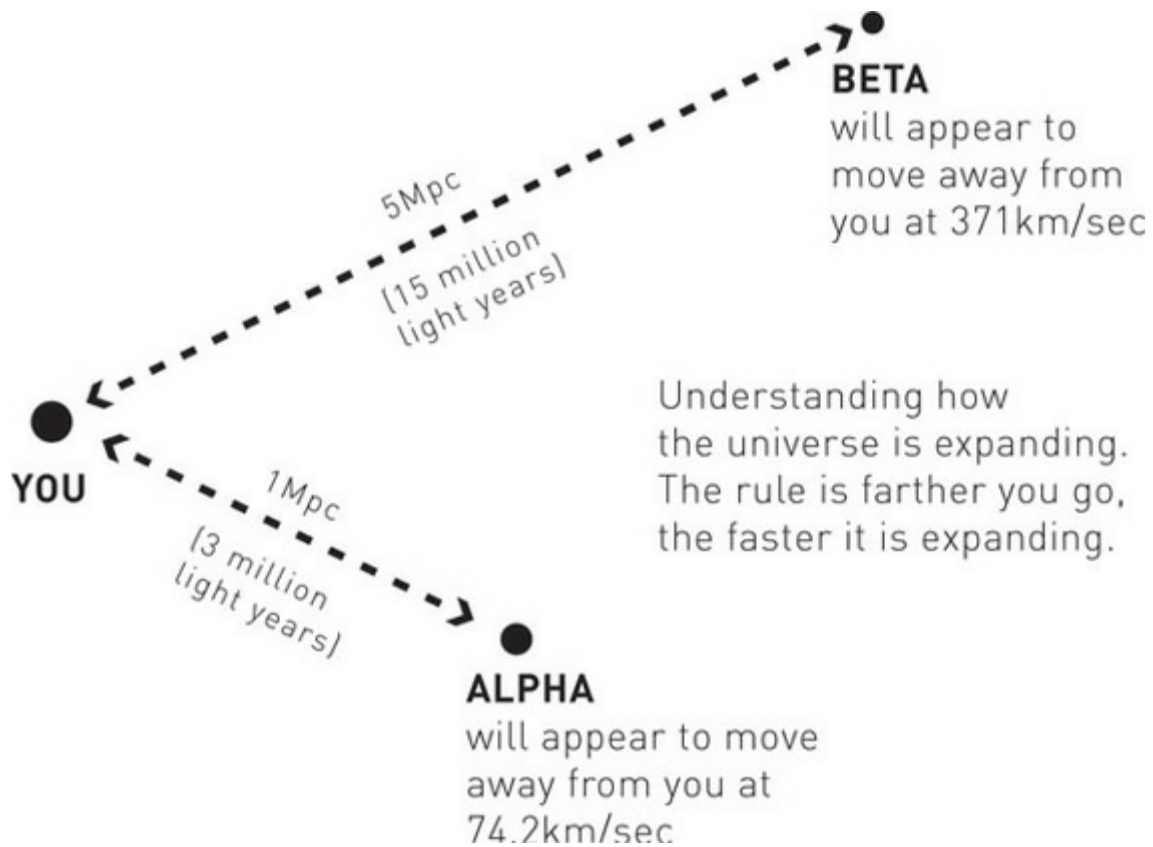 BETA
will appear to
move away from
you at 371km/sec
5Mpc
(15 million
light years)
YOU
Understanding how
the universe is expanding.
The rule is farther you go,
the faster it is expanding.
1Mpc
(3 million
light years)
ALPHA
will appear to move
away from you at
74.2km/sec